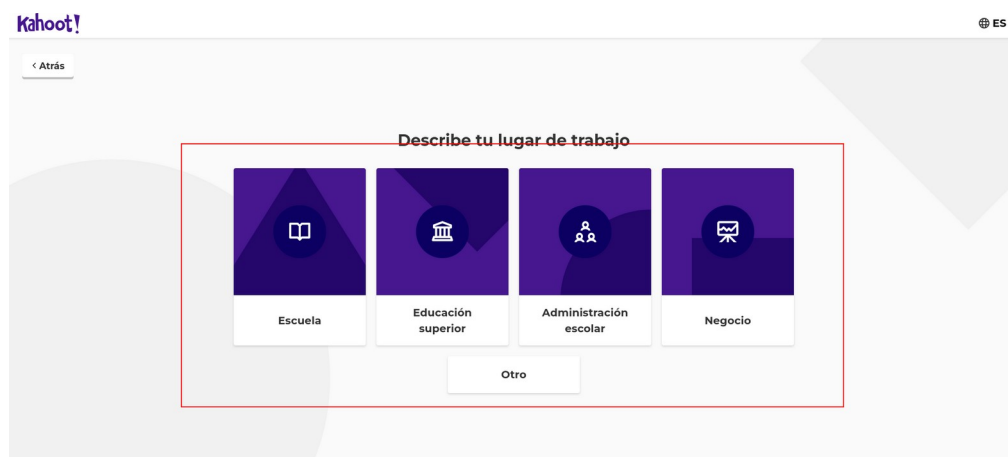 Kahoot!
ES
< Atrás
Describe tu lugar de trabajo
Escuela
Educación
superior
Administración
escolar
Negocio
Otro